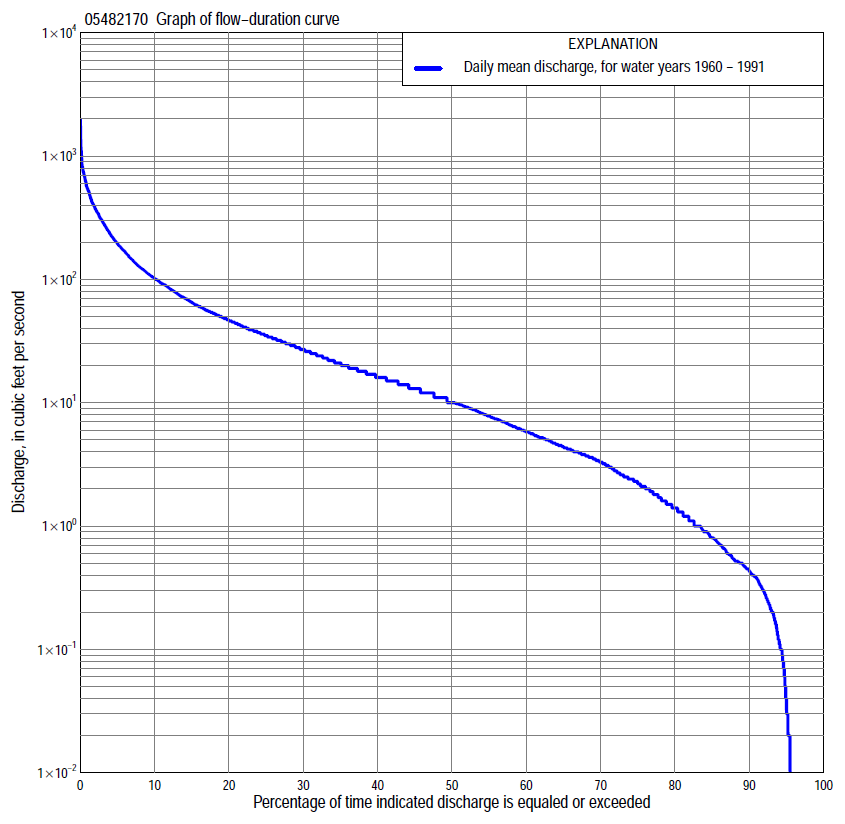 05482170 Graph of flow−duration curve
EXPLANATION
Daily mean discharge, for water years 1960 − 1991
Discharge, in cubic feet per second
1×10⁴
1×10³
1×10²
1×10¹
1×10⁰
1×10⁻¹
1×10⁻²
0 10 20 30 40 50 60 70 80 90 100
Percentage of time indicated discharge is equaled or exceeded